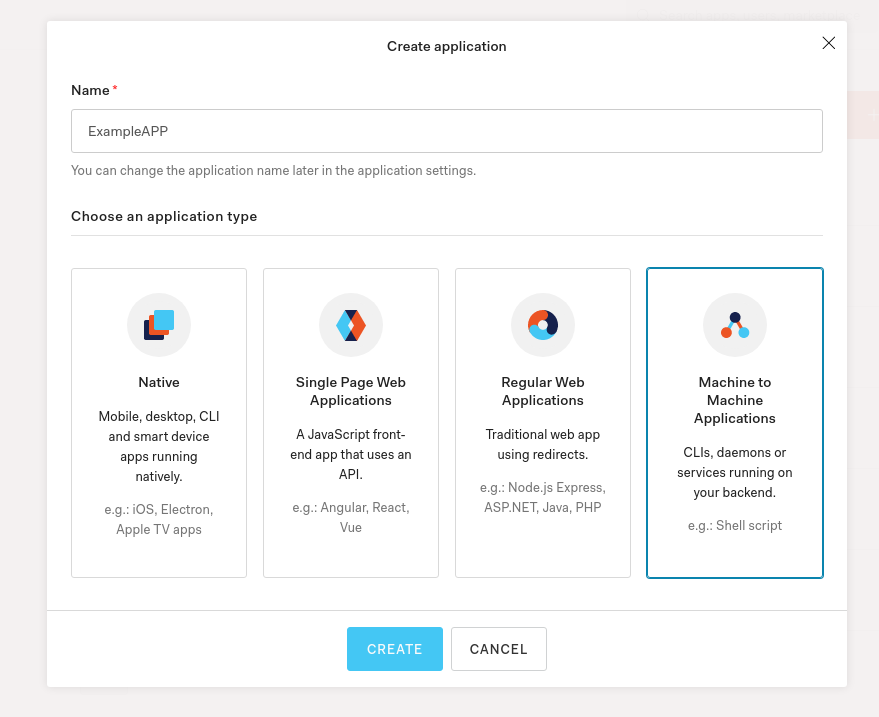 Create application
Name *
ExampleAPP
You can change the application name later in the application settings.
Choose an application type
Native
Mobile, desktop, CLI
and smart device
apps running
natively.
e.g.: iOS, Electron,
Apple TV apps
Single Page Web
Applications
A JavaScript front-
end app that uses an
API.
e.g.: Angular, React,
Vue
Regular Web
Applications
Traditional web app
using redirects.
e.g.: Node.js Express,
ASP.NET, Java, PHP
Machine to
Machine
Applications
CLIs, daemons or
services running on
your backend.
e.g.: Shell script
CREATE
CANCEL